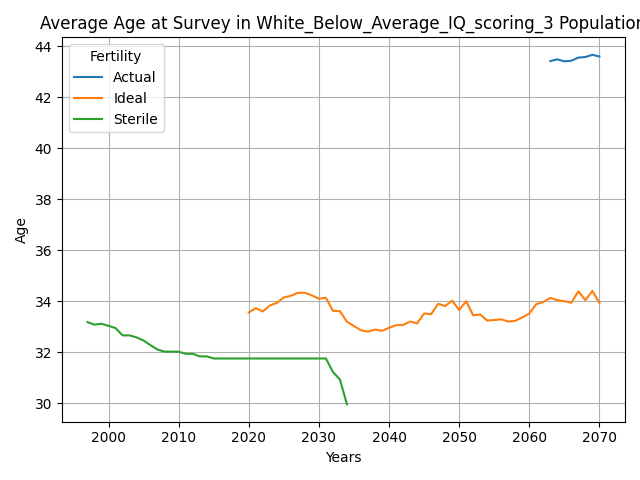 Average Age at Survey in White_Below_Average_IQ_scoring_3 Population
44
42
40
38
36
34
32
30
Age
Fertility
Actual
Ideal
Sterile
2000 2010 2020 2030 2040 2050 2060 2070
Years